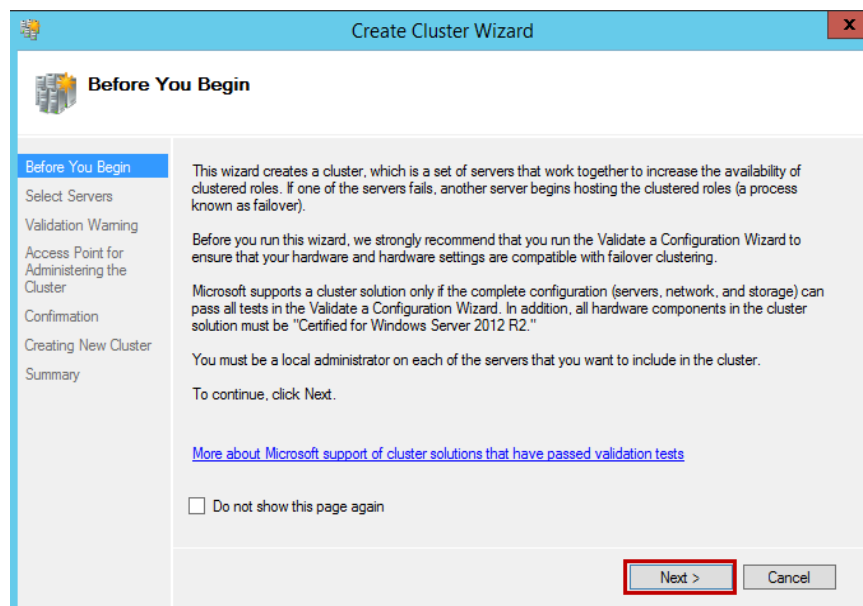 Create Cluster Wizard
x
Before You Begin
Before You Begin
Select Servers
Validation Warning
Access Point for
Administering the
Cluster
Confirmation
Creating New Cluster
Summary
This wizard creates a cluster, which is a set of servers that work together to increase the availability of
clustered roles. If one of the servers fails, another server begins hosting the clustered roles (a process
known as failover).
Before you run this wizard, we strongly recommend that you run the Validate a Configuration Wizard to
ensure that your hardware and hardware settings are compatible with failover clustering.
Microsoft supports a cluster solution only if the complete configuration (servers, network, and storage) can
pass all tests in the Validate a Configuration Wizard. In addition, all hardware components in the cluster
solution must be "Certified for Windows Server 2012 R2."
You must be a local administrator on each of the servers that you want to include in the cluster.
To continue, click Next.
More about Microsoft support of cluster solutions that have passed validation tests
Do not show this page again
Next >
Cancel